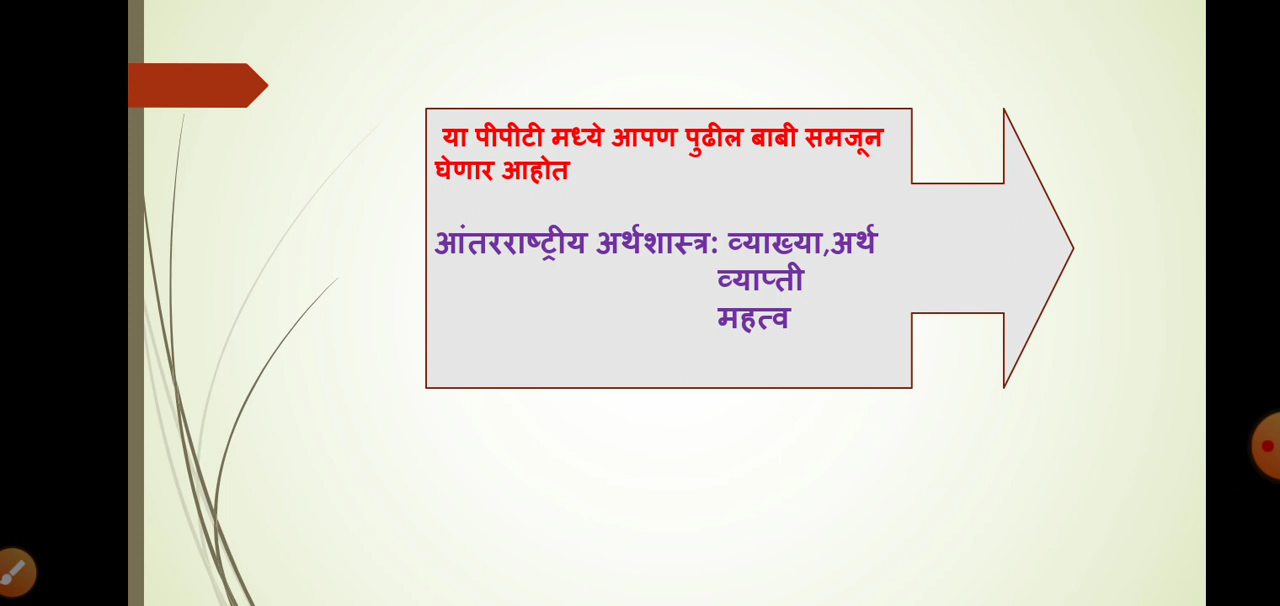 या पीपीटी मध्ये आपण पुढील बाबी समजून
घेणार आहोत
आंतरराष्ट्रीय अर्थशास्त्र: व्याख्या,अर्थ
व्याप्ती
महत्व